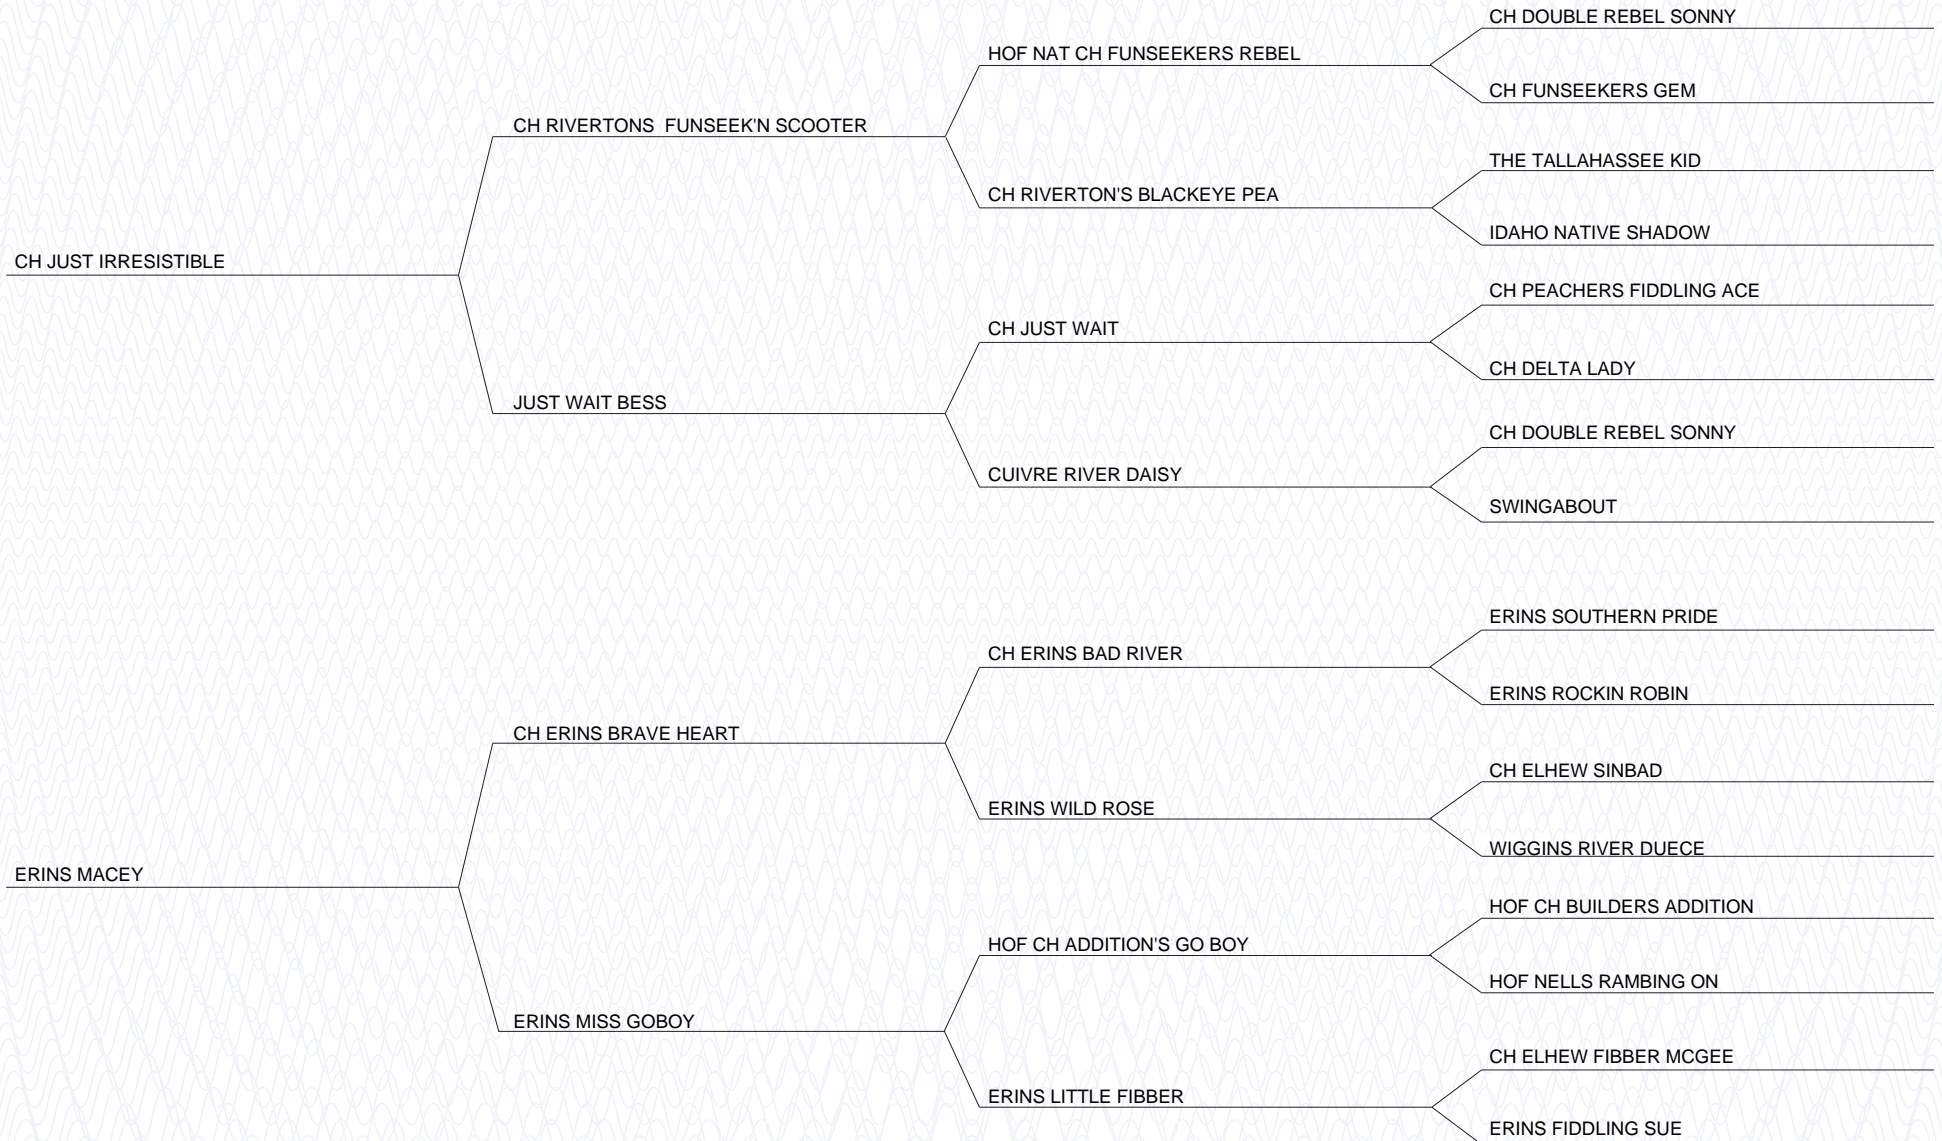 CH DOUBLE REBEL SONNY
HOF NAT CH FUNSEEKERS REBEL
CH FUNSEEKERS GEM
CH RIVERTONS  FUNSEEK'N SCOOTER
THE TALLAHASSEE KID
CH RIVERTON'S BLACKEYE PEA
IDAHO NATIVE SHADOW
CH JUST IRRESISTIBLE
CH PEACHERS FIDDLING ACE
CH JUST WAIT
CH DELTA LADY
JUST WAIT BESS
CH DOUBLE REBEL SONNY
CUIVRE RIVER DAISY
SWINGABOUT
ERINS SOUTHERN PRIDE
CH ERINS BAD RIVER
ERINS ROCKIN ROBIN
CH ERINS BRAVE HEART
CH ELHEW SINBAD
ERINS WILD ROSE
WIGGINS RIVER DUECE
ERINS MACEY
HOF CH BUILDERS ADDITION
HOF CH ADDITION'S GO BOY
HOF NELLS RAMBING ON
ERINS MISS GOBOY
CH ELHEW FIBBER MCGEE
ERINS LITTLE FIBBER
ERINS FIDDLING SUE